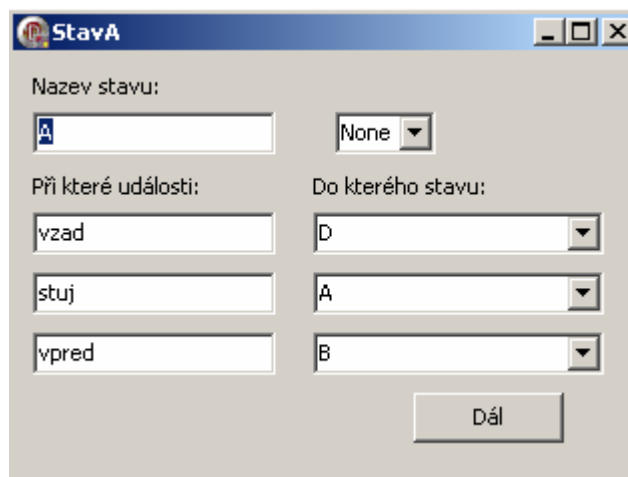 StavA
Nazev stavu:
A None
Při které události: Do kterého stavu:
vzad D
stuj A
vpred B
Dál